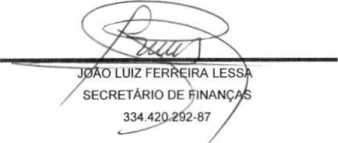 JOÃO LUIZ FERREIRA LESSA
SECRETÁRIO DE FINANÇAS
334.420.292-87